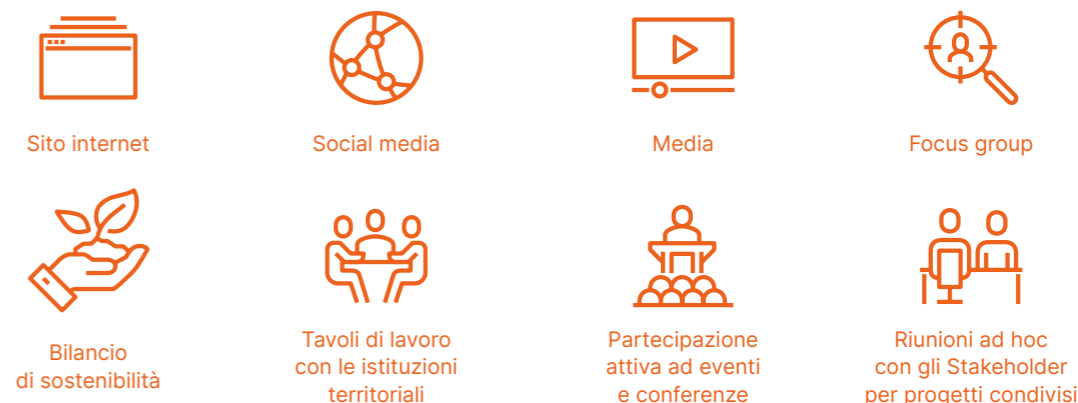 Sito internet
Social media
Media
Focus group
Bilancio
di sostenibilità
Tavoli di lavoro
con le istituzioni
territoriali
Partecipazione
attiva ad eventi
e conferenze
Riunioni ad hoc
con gli Stakeholder
per progetti condivisi